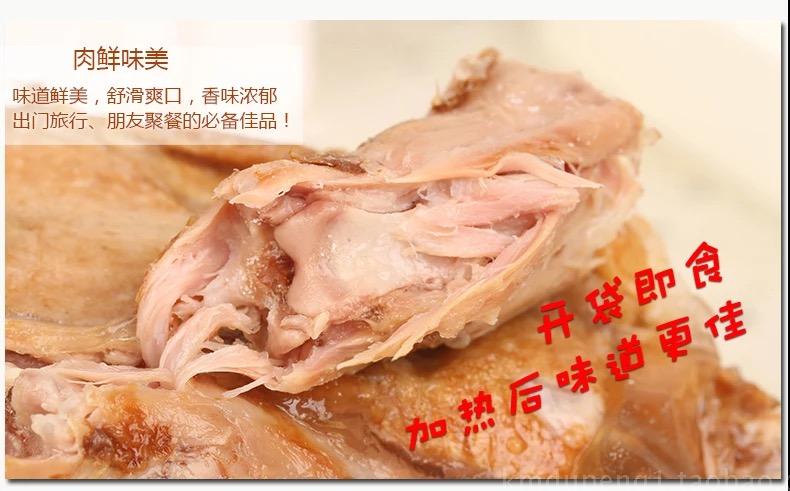 肉鲜味美
味道鲜美，舒滑爽口，香味浓郁
出门旅行、朋友聚餐的必备佳品！
开袋即食
加热后味道更佳